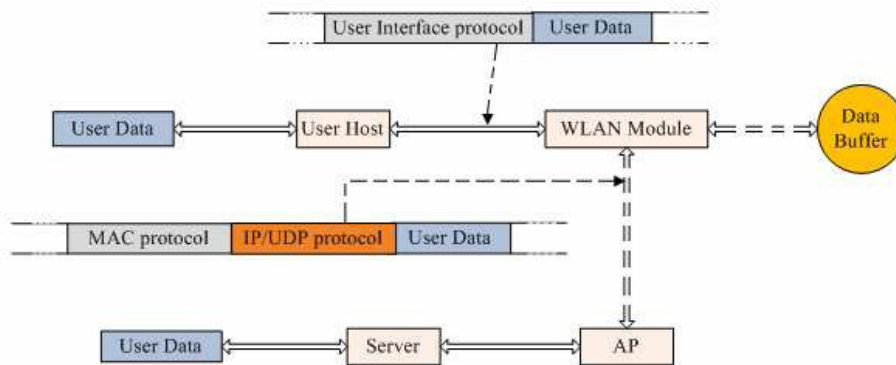 User Interface protocol User Data
User Data User Host WLAN Module Data Buffer
MAC protocol IP/UDP protocol User Data
User Data Server AP